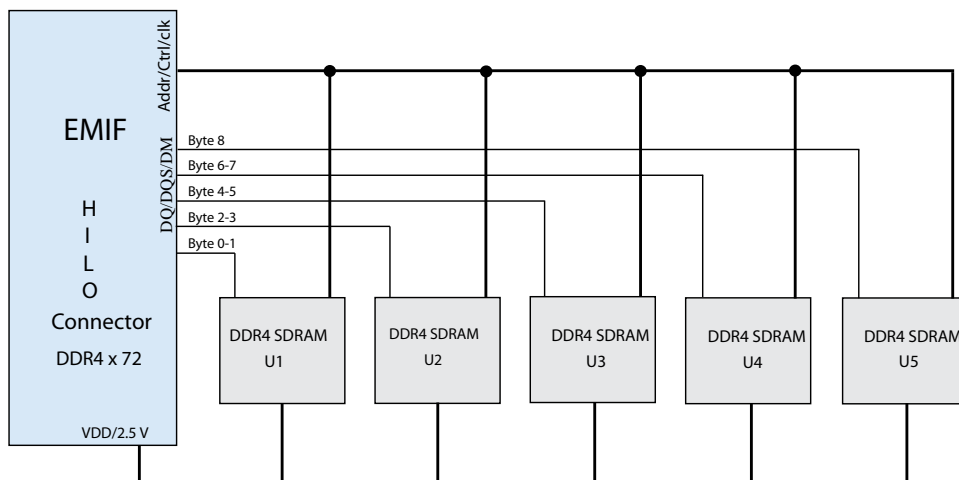 Addr/Ctrl/clk
EMIF
DQ/DQS/DM
H
I
L
O
Connector
DDR4 x 72
VDD/2.5 V
Byte 8
Byte 6-7
Byte 4-5
Byte 2-3
Byte 0-1
DDR4 SDRAM
U1
DDR4 SDRAM
U2
DDR4 SDRAM
U3
DDR4 SDRAM
U4
DDR4 SDRAM
U5